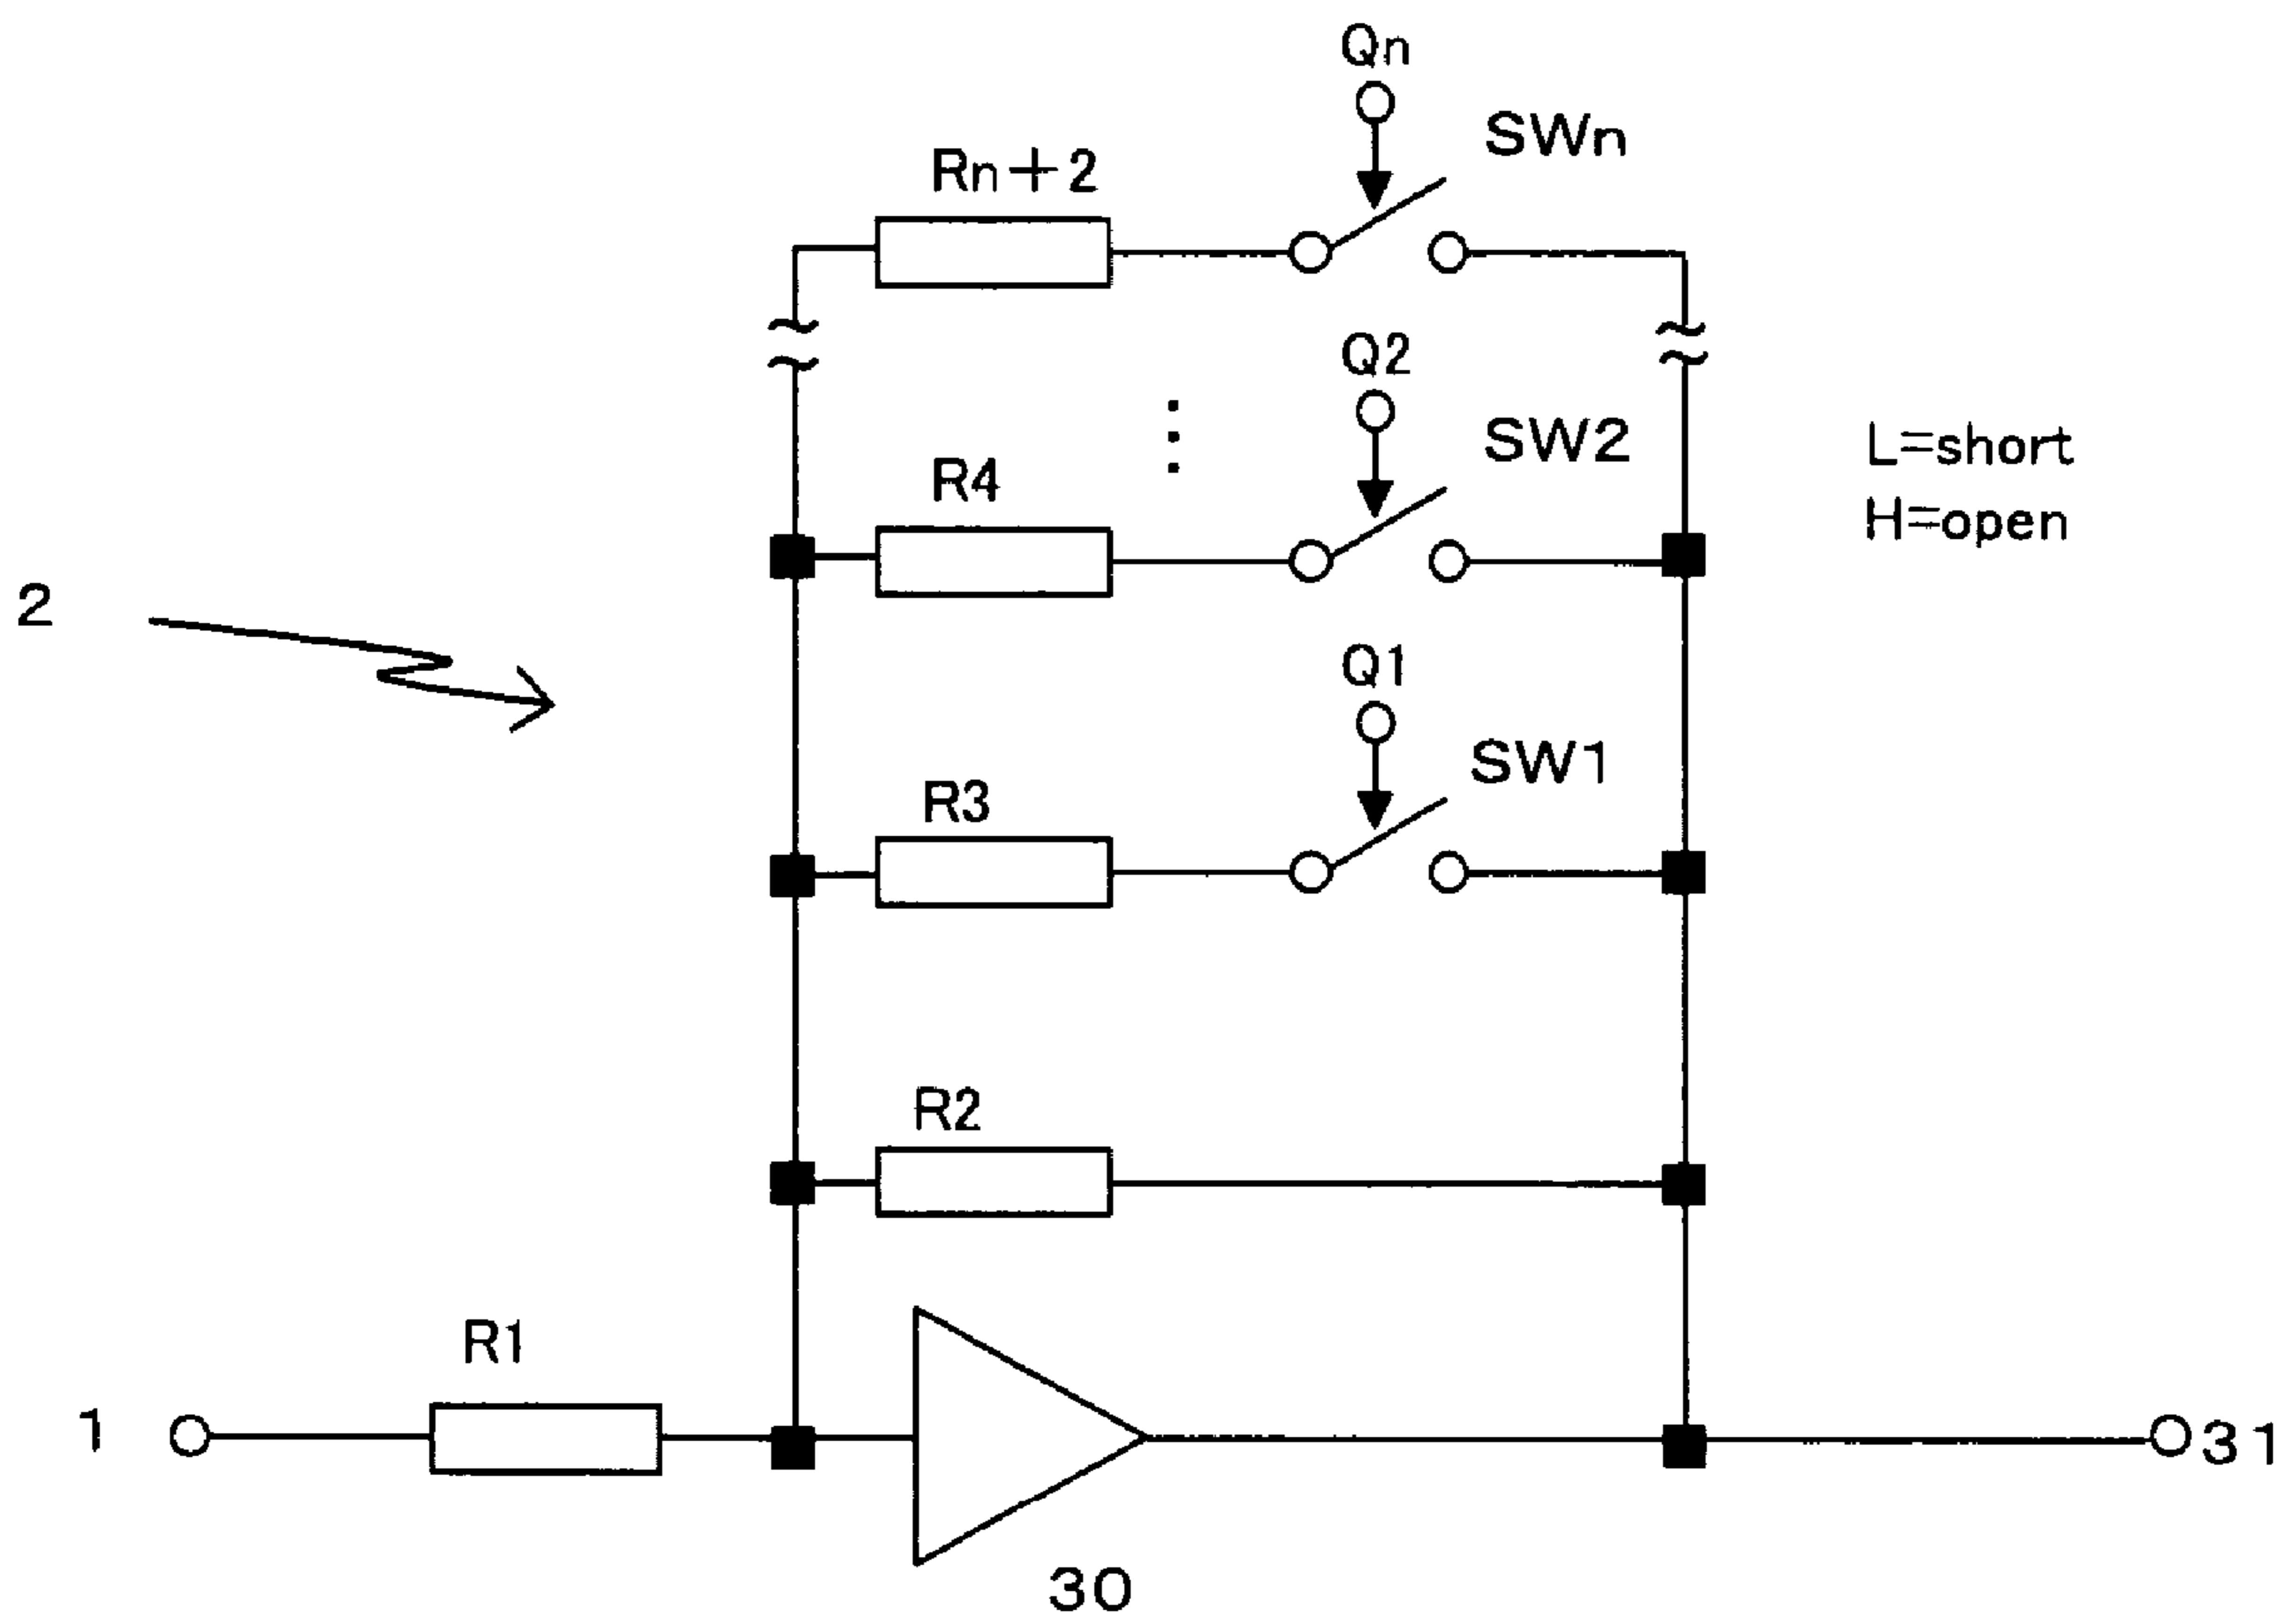 Qn
SWn
Rn+2
Q2
SW2
L=short
R4
H=open
2
Q1
SW1
R3
R2
R1
1
31
30